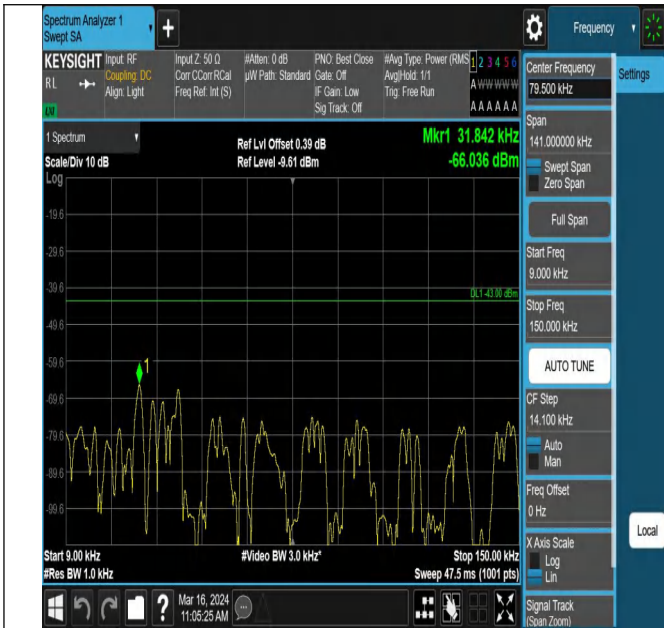 Spectrum Analyzer 1
Swept SA
+
Frequency
KEYSIGHT
RL
LXI
Input: RF
Coupling: DC
Align: Light
Input Z: 50 Ω
Corr CCorr RCal
Freq Ref: Int (S)
#Atten: 0 dB
µW Path: Standard
PNO: Best Close
Gate: Off
IF Gain: Low
Sig Track: Off
#Avg Type: Power (RMS
Avg|Hold: 1/1
Trig: Free Run
1 2 3 4 5 6
A W W W W W
A A A A A A
Center Frequency
79.500 kHz
Settings
1 Spectrum
Scale/Div 10 dB
Log
Ref Lvl Offset 0.39 dB
Ref Level -9.61 dBm
Mkr1 31.842 kHz
-66.036 dBm
Span
141.000000 kHz
Swept Span
Zero Span
Full Span
Start Freq
9.000 kHz
Stop Freq
150.000 kHz
AUTO TUNE
CF Step
14.100 kHz
Auto
Man
Freq Offset
0 Hz
X Axis Scale
Log
Lin
Local
Signal Track
(Span Zoom)
-19.6
-29.6
-39.6
DL1 -43.00 dBm
-49.6
-59.6
1
-69.6
-79.6
-89.6
-99.6
Start 9.00 kHz
#Res BW 1.0 kHz
#Video BW 3.0 kHz*
Stop 150.00 kHz
Sweep 47.5 ms (1001 pts)
?
Mar 16, 2024
11:05:25 AM